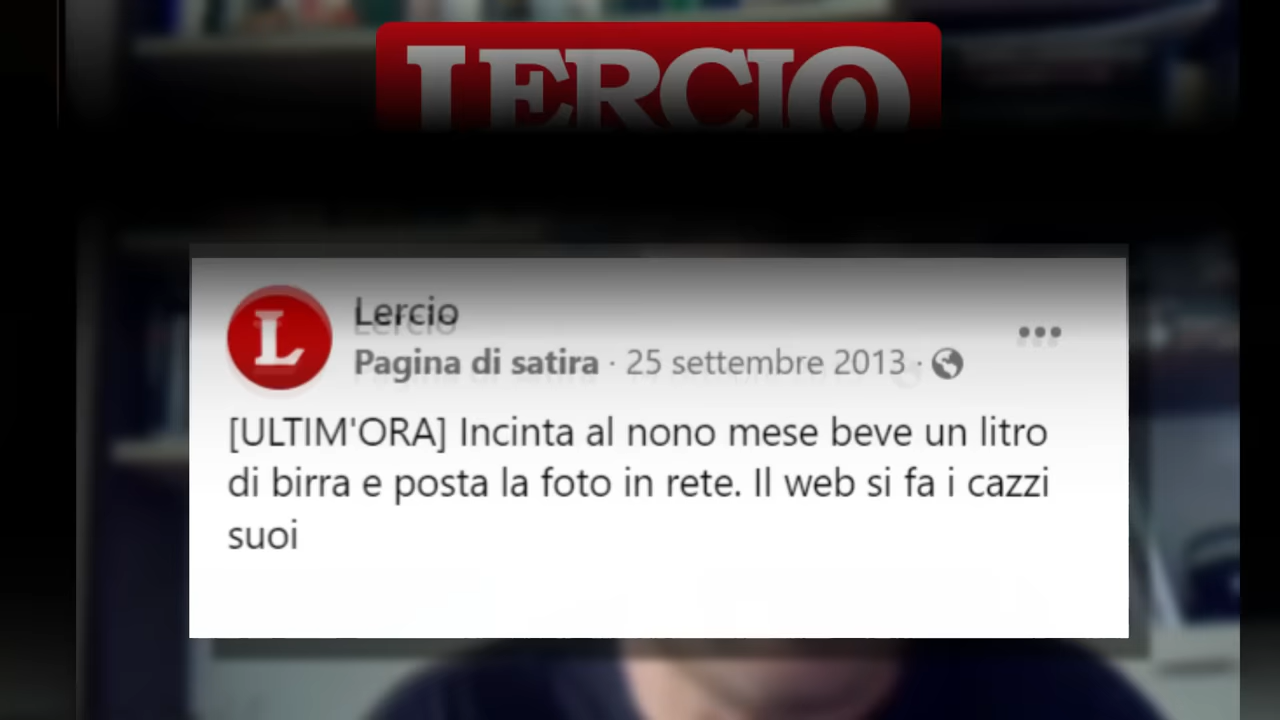 LERCIO
L
Lercio
Pagina di satira · 25 settembre 2013 ·
[ULTIM'ORA] Incinta al nono mese beve un litro
di birra e posta la foto in rete. Il web si fa i cazzi
suoi